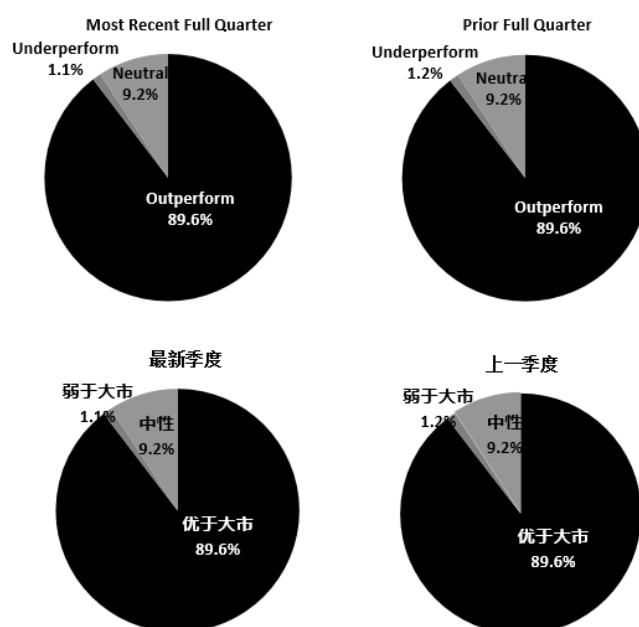 Most Recent Full Quarter
Underperform
1.1%
Neutral
9.2%
Outperform
89.6%
Prior Full Quarter
Underperform
1.2%
Neutral
9.2%
Outperform
89.6%
最新季度
弱于大市
1.1%
中性
9.2%
优于大市
89.6%
上一季度
弱于大市
1.2%
中性
9.2%
优于大市
89.6%